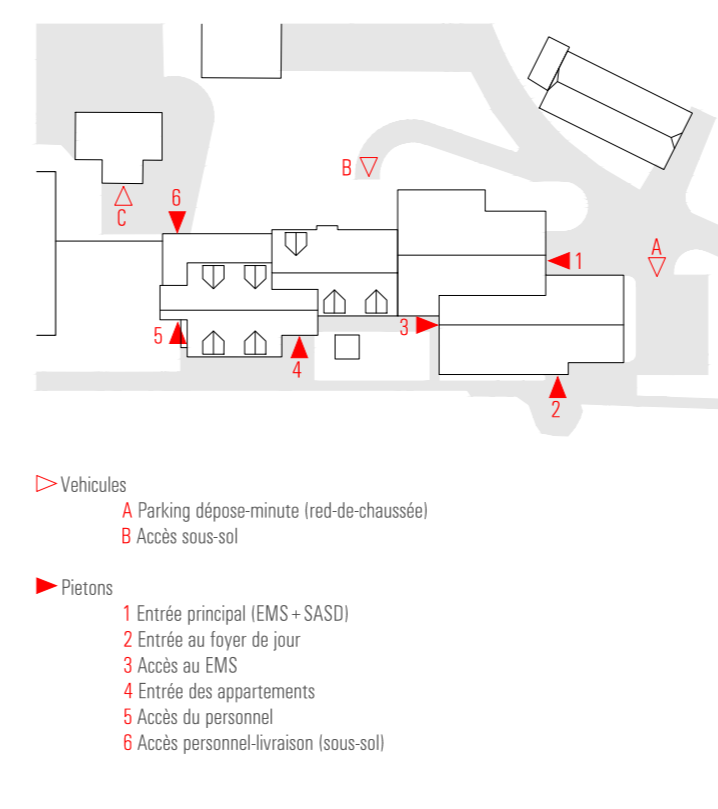 B
6
C
A
1
3
5
4
2
Vehicules
A Parking dépose-minute (red-de-chaussée)
B Accès sous-sol
Pietons
1 Entrée principal (EMS + SASD)
2 Entrée au foyer de jour
3 Accès au EMS
4 Entrée des appartements
5 Accès du personnel
6 Accès personnel-livraison (sous-sol)